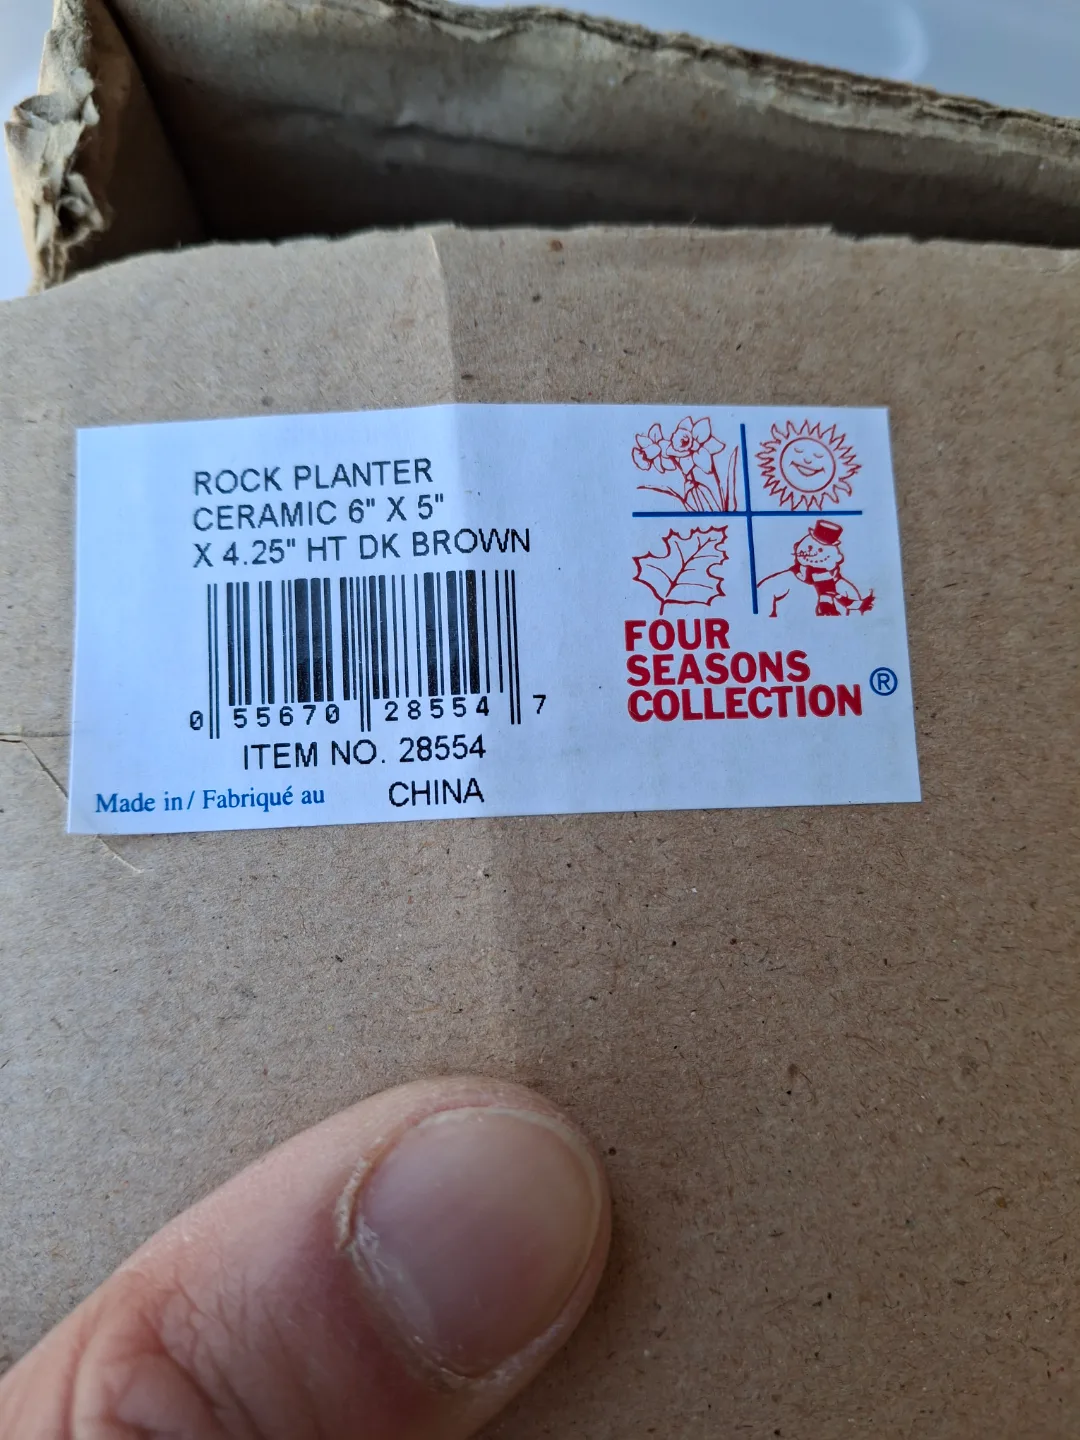 ROCK PLANTER
CERAMIC 6" X 5"
X 4.25" HT DK BROWN
0 55670 28554 7
ITEM NO. 28554
Made in / Fabriqué au CHINA
FOUR
SEASONS
COLLECTION ®